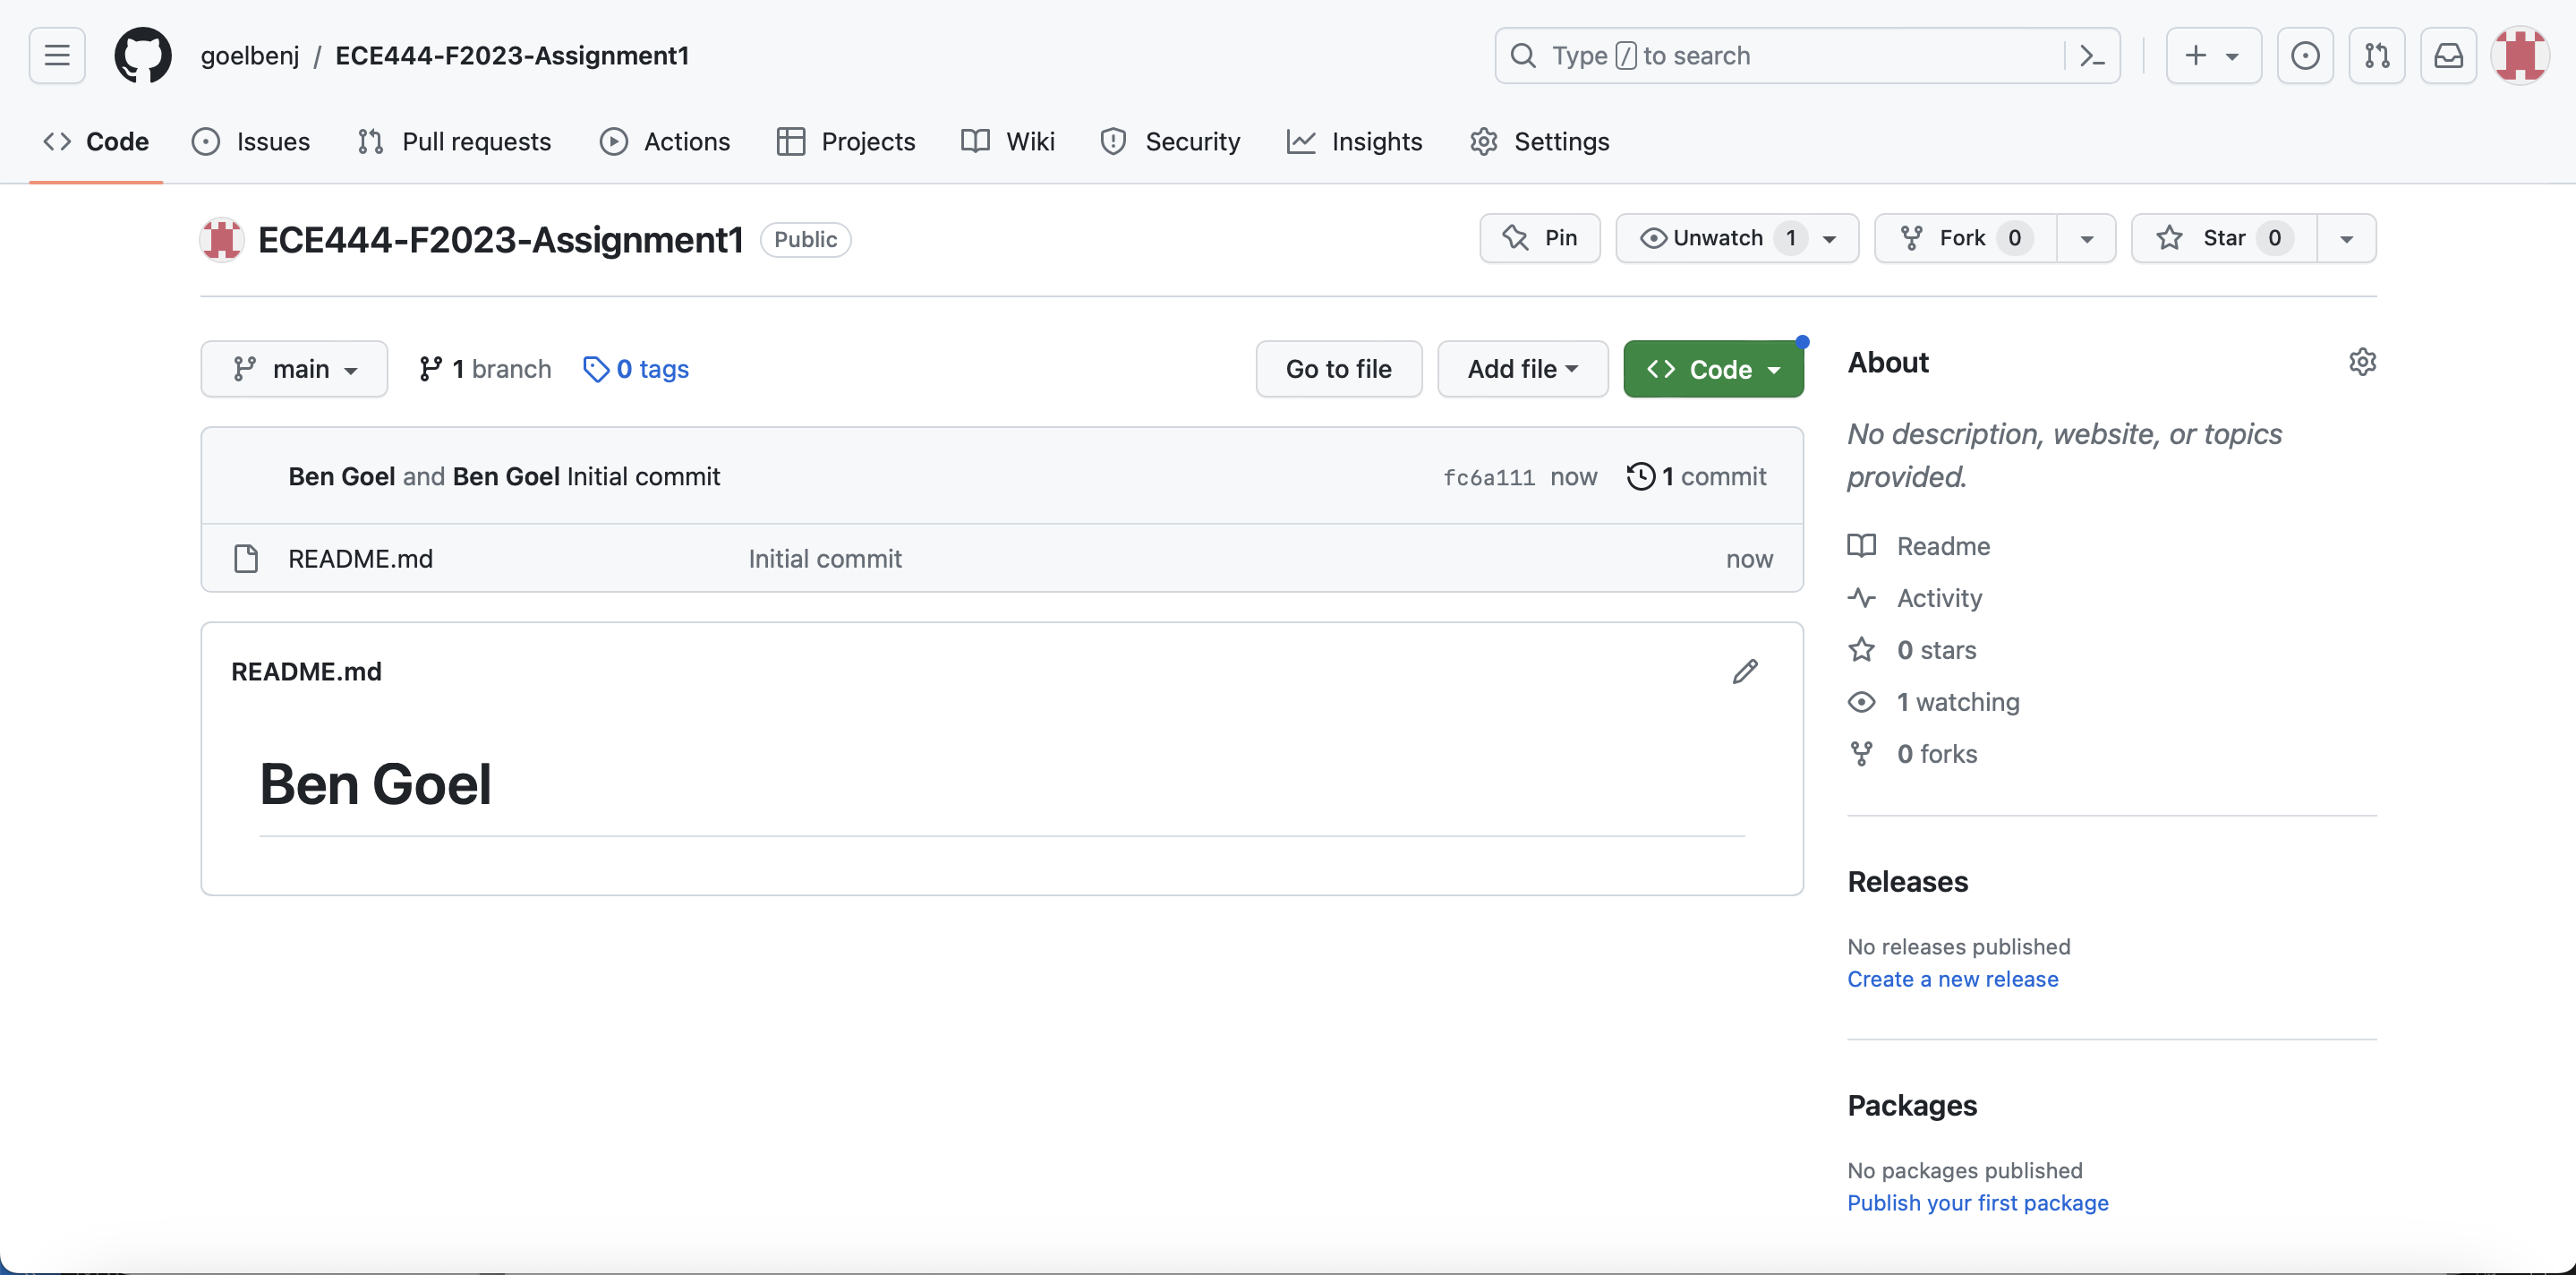 goelbenj / ECE444-F2023-Assignment1
Type / to search
Code Issues Pull requests Actions Projects Wiki Security Insights Settings
ECE444-F2023-Assignment1 Public
Pin Unwatch 1 Fork 0 Star 0
main 1 branch 0 tags
Go to file Add file Code
Ben Goel and Ben Goel Initial commit fc6a111 now 1 commit
README.md Initial commit now
README.md
Ben Goel
About
No description, website, or topics
provided.
Readme
Activity
0 stars
1 watching
0 forks
Releases
No releases published
Create a new release
Packages
No packages published
Publish your first package